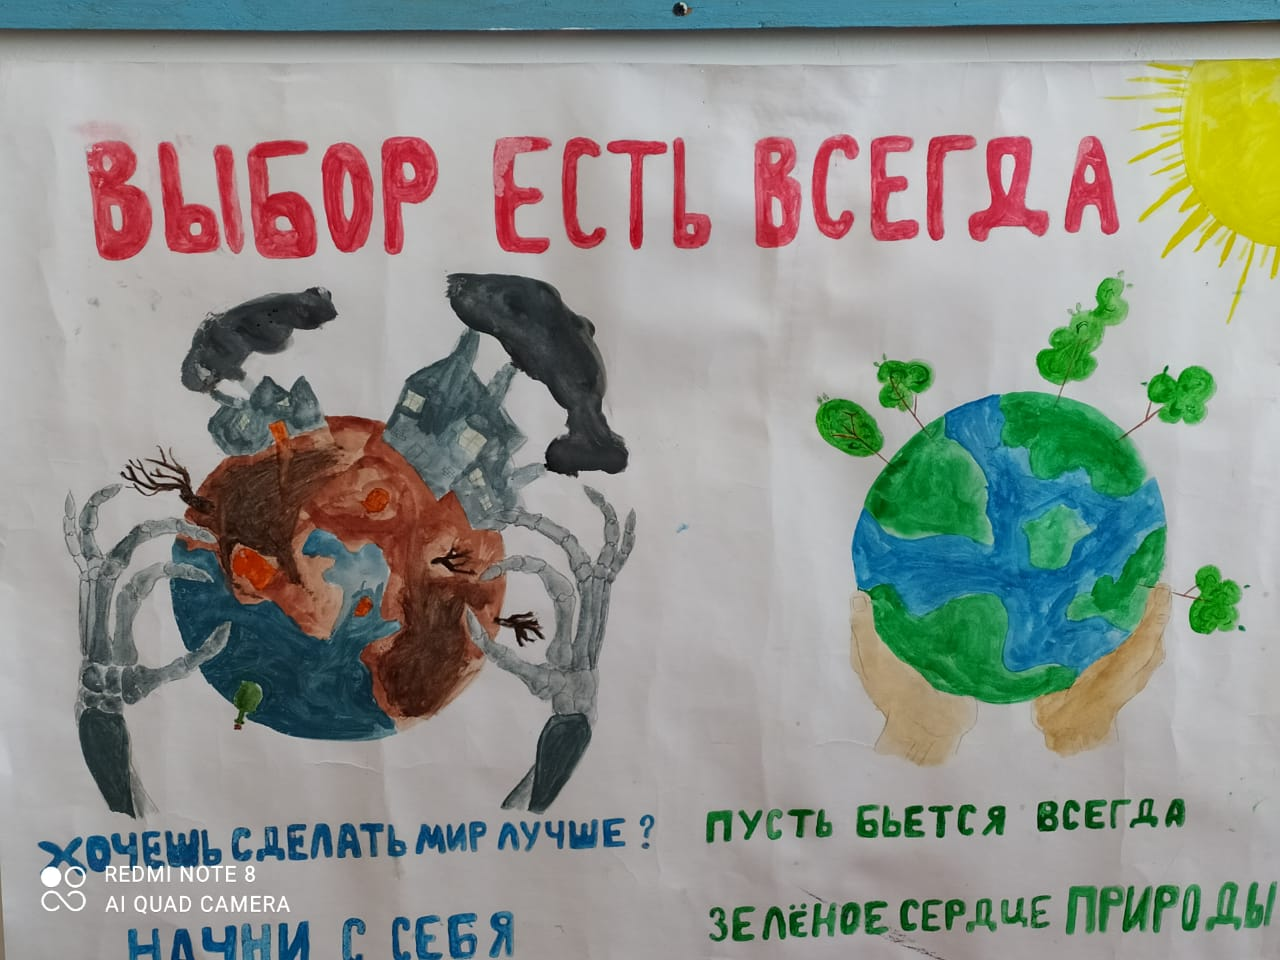 ВЫБОР ЕСТЬ ВСЕГДА
ХОЧЕШЬ СДЕЛАТЬ МИР ЛУЧШЕ?
НАЧНИ С СЕБЯ
ПУСТЬ БЬЕТСЯ ВСЕГДА
ЗЕЛЁНОЕ СЕРДЦЕ ПРИРОДЫ
REDMI NOTE 8
AI QUAD CAMERA